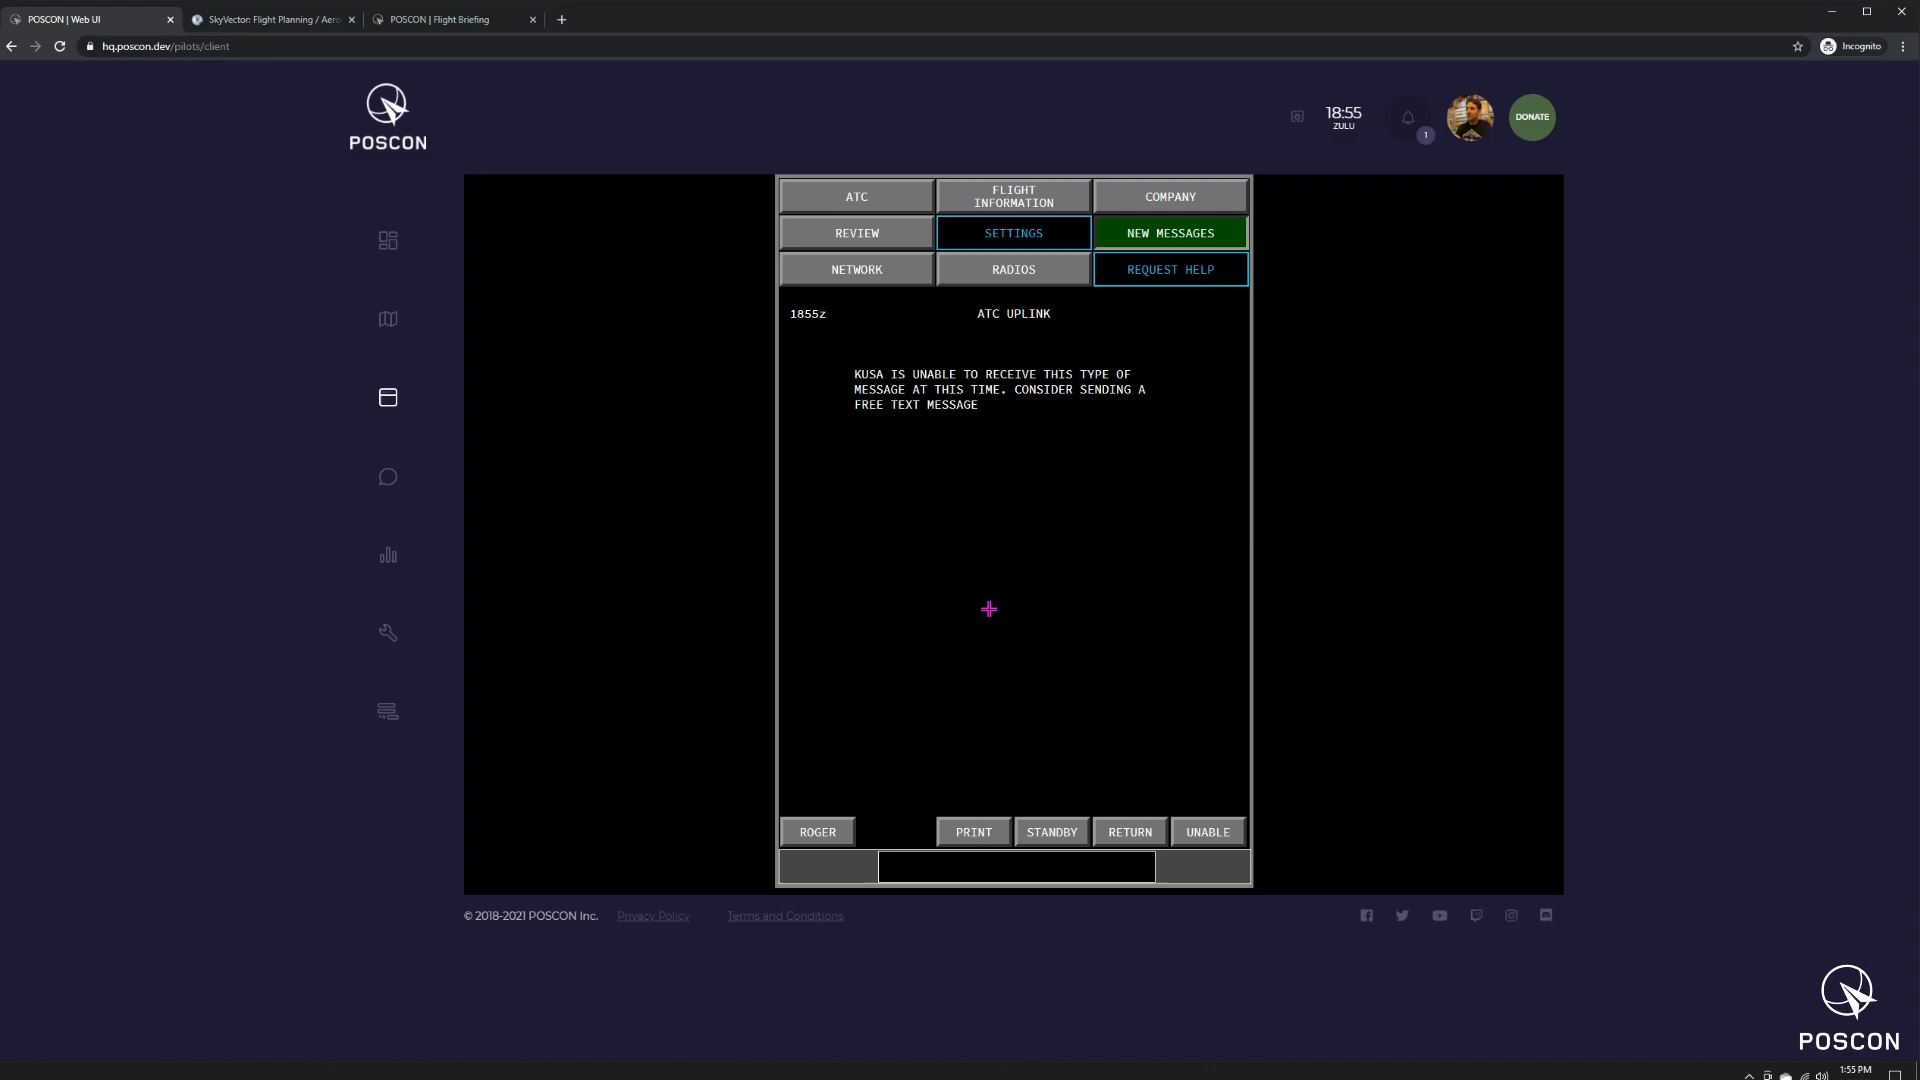 POSCON | Web UI
SkyVector: Flight Planning / Aero
POSCON | Flight Briefing
hq.poscon.dev/pilots/client
Incognito
POSCON
18:55
ZULU
1
DONATE
ATC
FLIGHT
INFORMATION
COMPANY
REVIEW
SETTINGS
NEW MESSAGES
NETWORK
RADIOS
REQUEST HELP
1855z
ATC UPLINK
KUSA IS UNABLE TO RECEIVE THIS TYPE OF
MESSAGE AT THIS TIME. CONSIDER SENDING A
FREE TEXT MESSAGE
ROGER
PRINT
STANDBY
RETURN
UNABLE
© 2018-2021 POSCON Inc.
Privacy Policy
Terms and Conditions
POSCON
1:55 PM